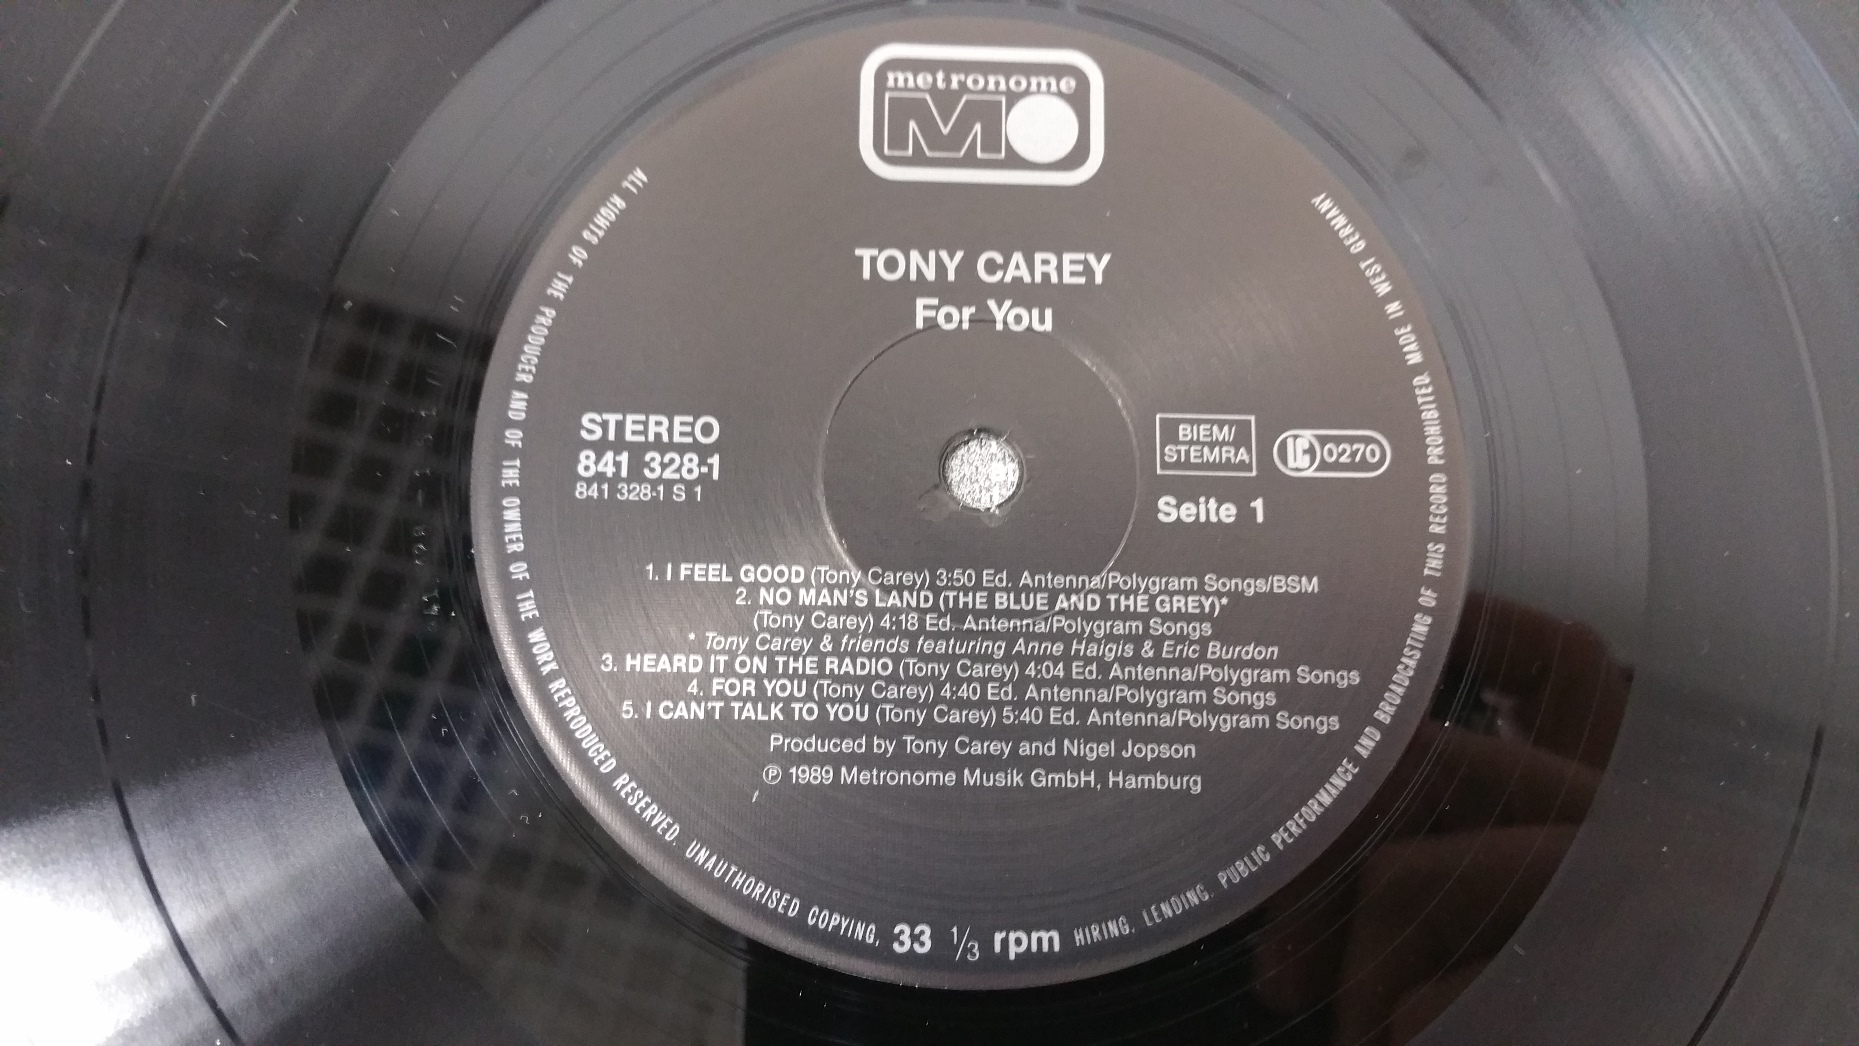 metronome
MO
TONY CAREY
For You
STEREO
841 328-1
841 328-1 S 1
BIEM/
STEMRA
LC 0270
Seite 1
1. I FEEL GOOD (Tony Carey) 3:50 Ed. Antenna/Polygram Songs/BSM
2. NO MAN'S LAND (THE BLUE AND THE GREY)*
(Tony Carey) 4:18 Ed. Antenna/Polygram Songs
* Tony Carey & friends featuring Anne Haigis & Eric Burdon
3. HEARD IT ON THE RADIO (Tony Carey) 4:04 Ed. Antenna/Polygram Songs
4. FOR YOU (Tony Carey) 4:40 Ed. Antenna/Polygram Songs
5. I CAN'T TALK TO YOU (Tony Carey) 5:40 Ed. Antenna/Polygram Songs
Produced by Tony Carey and Nigel Jopson
℗ 1989 Metronome Musik GmbH, Hamburg
ALL RIGHTS OF THE PRODUCER AND OF THE OWNER OF THE WORK REPRODUCED RESERVED. UNAUTHORISED COPYING, 33 1/3 rpm HIRING, LENDING, PUBLIC PERFORMANCE AND BROADCASTING OF THIS RECORD PROHIBITED. MADE IN WEST GERMANY